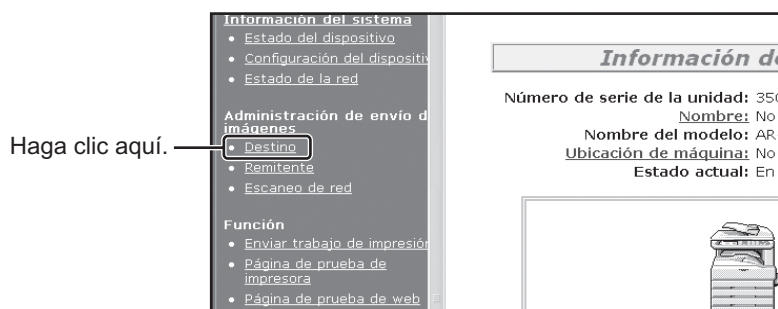 Información del sistema
Estado del dispositivo
Configuración del dispositiv
Estado de la red
Administración de envío d
imágenes
Destino
Remitente
Escaneo de red
Función
Enviar trabajo de impresión
Página de prueba de
impresora
Página de prueba de web
Haga clic aquí.
Información de
Número de serie de la unidad: 350
Nombre: No
Nombre del modelo: AR
Ubicación de máquina: No
Estado actual: En